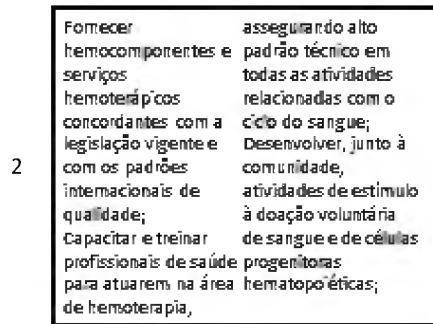 2
Fornecer
hemocomponentes e
serviços
hemoterápicos
concordantes com a
legislação vigente e
com os padrões
internacionais de
qualidade;
Capacitar e treinar
profissionais de saúde
para atuarem na área
de hemoterapia,
assegurando alto
padrão técnico em
todas as atividades
relacionadas com o
ciclo do sangue;
Desenvolver, junto à
comunidade,
atividades de estímulo
à doação voluntária
de sangue e de células
progenitoras
hematopoiéticas;